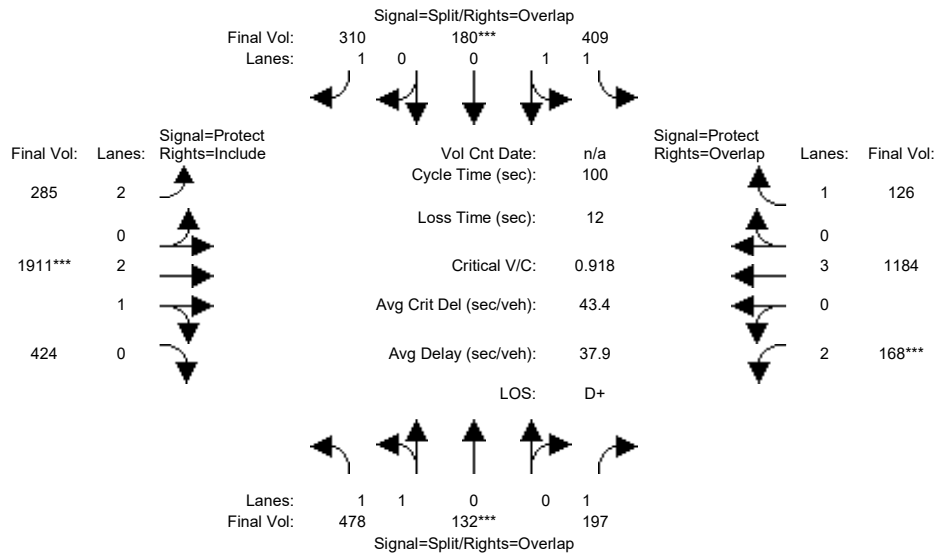 Signal=Split/Rights=Overlap
Final Vol: 310 180*** 409
Lanes: 1 0 0 1 1
Signal=Protect
Final Vol: Lanes: Rights=Include
Vol Cnt Date: n/a
Signal=Protect
Rights=Overlap Lanes: Final Vol:
Cycle Time (sec): 100
285 2
1 126
Loss Time (sec): 12
0
0
1911*** 2
Critical V/C: 0.918
3 1184
1
Avg Crit Del (sec/veh): 43.4
0
424 0
Avg Delay (sec/veh): 37.9
2 168***
LOS: D+
Lanes: 1 1 0 0 1
Final Vol: 478 132*** 197
Signal=Split/Rights=Overlap